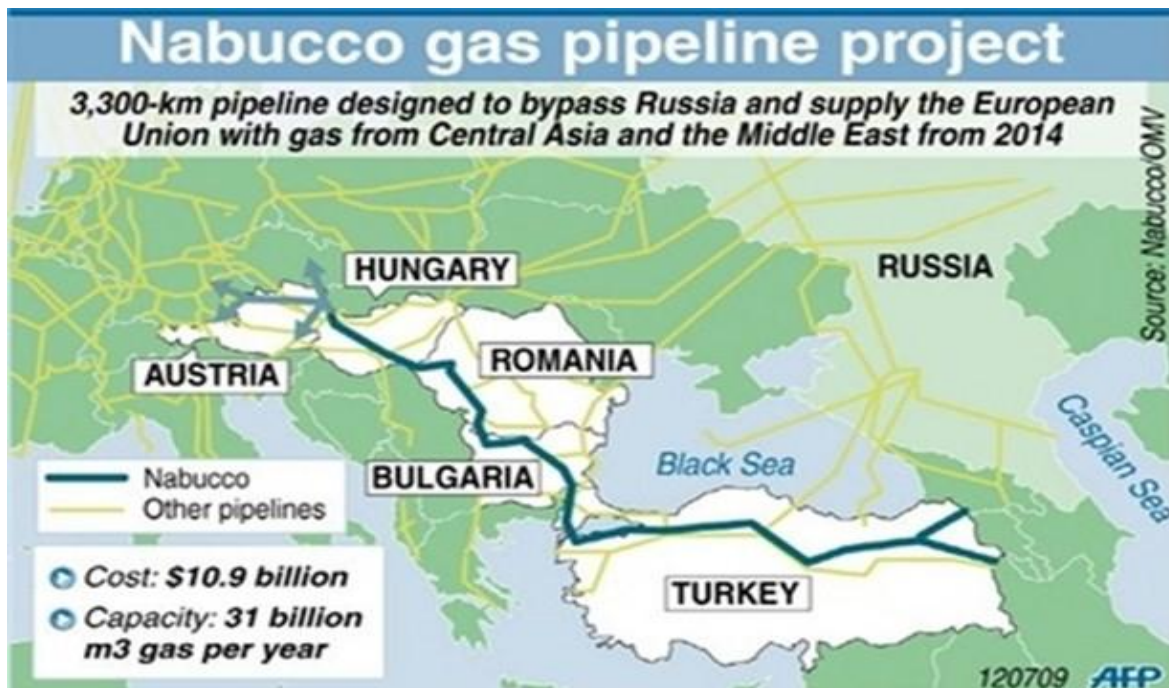 Nabucco gas pipeline project
3,300-km pipeline designed to bypass Russia and supply the European
Union with gas from Central Asia and the Middle East from 2014
Source: Nabucco/OMV
HUNGARY
RUSSIA
ROMANIA
AUSTRIA
Caspian Sea
Black Sea
BULGARIA
Nabucco
Other pipelines
Cost: $10.9 billion
Capacity: 31 billion
m3 gas per year
TURKEY
120709 AFP